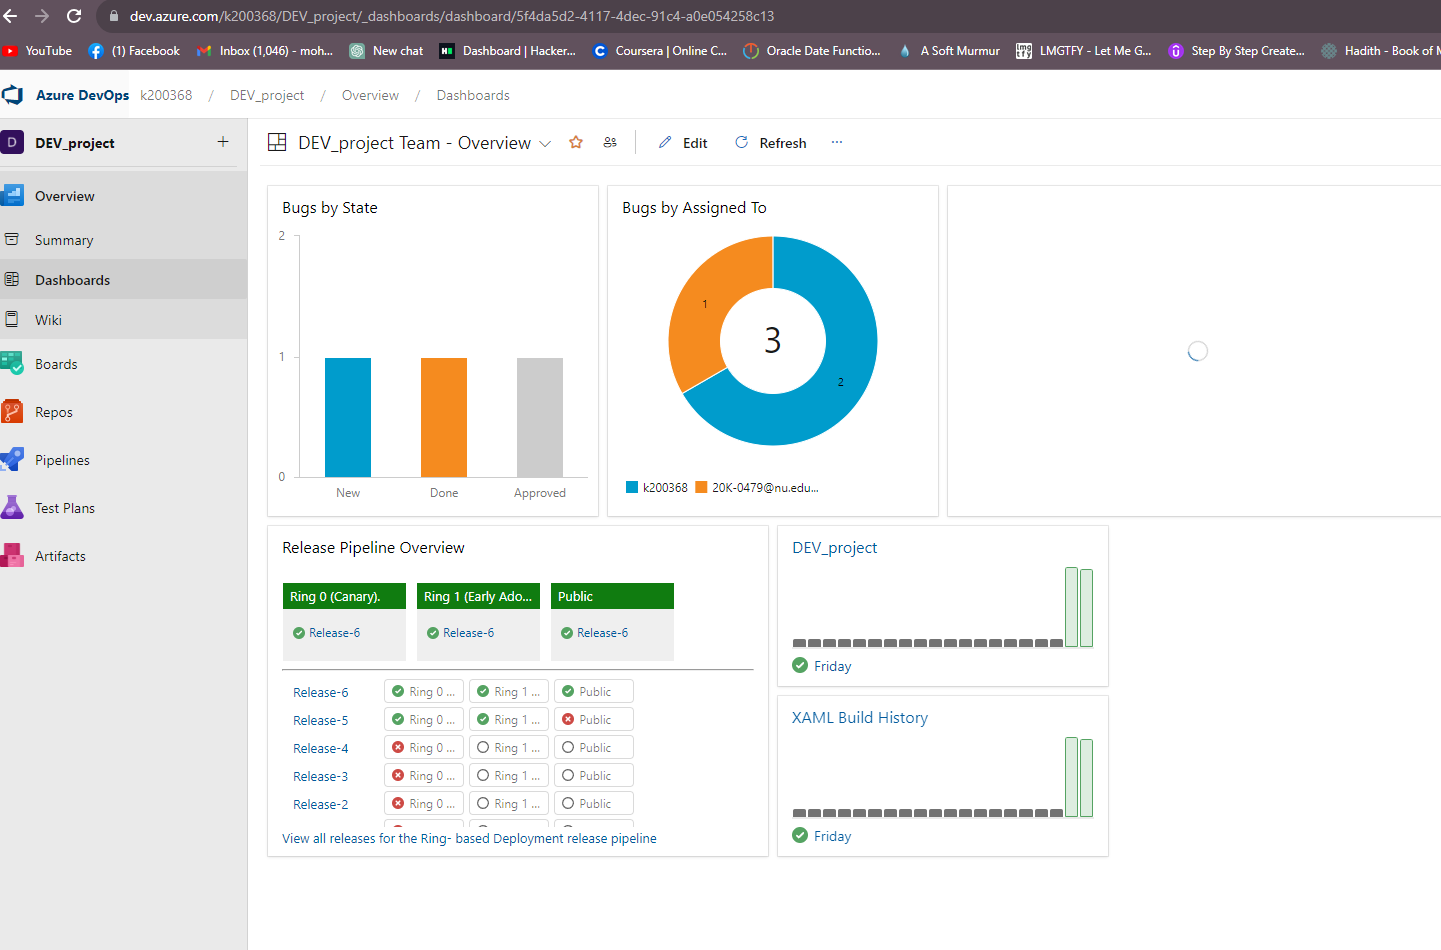 dev.azure.com/k200368/DEV_project/_dashboards/dashboard/5f4da5d2-4117-4dec-91c4-a0e054258c13
YouTube (1) Facebook Inbox (1,046) - moh... New chat Dashboard | Hacker... Coursera | Online C... Oracle Date Functio... A Soft Murmur LMGTFY - Let Me G... Step By Step Create... Hadith - Book of M
Azure DevOps k200368 / DEV_project / Overview / Dashboards
D DEV_project +
DEV_project Team - Overview Edit Refresh ...
Overview
Summary
Dashboards
Wiki
Boards
Repos
Pipelines
Test Plans
Artifacts
Bugs by State
2
1
0
New Done Approved
Bugs by Assigned To
1
3
2
k200368 20K-0479@nu.edu...
Release Pipeline Overview
Ring 0 (Canary). Ring 1 (Early Ado... Public
Release-6 Release-6 Release-6
Release-6 Ring 0 ... Ring 1 ... Public
Release-5 Ring 0 ... Ring 1 ... Public
Release-4 Ring 0 ... Ring 1 ... Public
Release-3 Ring 0 ... Ring 1 ... Public
Release-2 Ring 0 ... Ring 1 ... Public
View all releases for the Ring- based Deployment release pipeline
DEV_project
Friday
XAML Build History
Friday